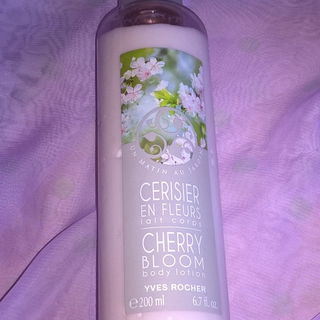 UN MATIN AU JARDIN
CERISIER
EN FLEURS
lait corps
CHERRY
BLOOM
body lotion
YVES ROCHER
e 200 ml 6.7 fl. oz.